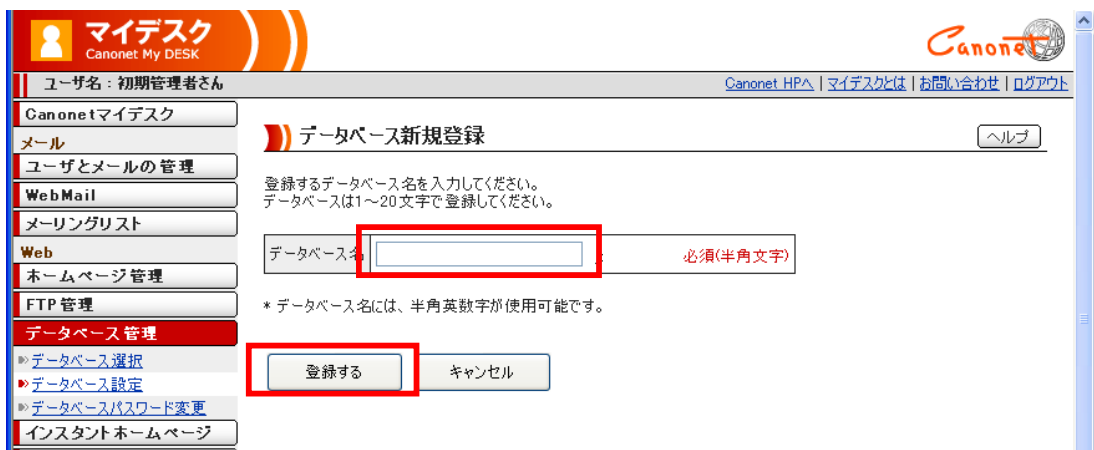 マイデスク
Canonet My DESK
Canonet
ユーザ名：初期管理者さん
Canonet HPへ | マイデスクとは | お問い合わせ | ログアウト
Canonetマイデスク
メール
ユーザとメールの管理
WebMail
メーリングリスト
Web
ホームページ管理
FTP管理
データベース管理
データベース選択
データベース設定
データベースパスワード変更
インスタントホームページ
データベース新規登録
ヘルプ
登録するデータベース名を入力してください。
データベースは1～20文字で登録してください。
データベース名 必須(半角文字)
* データベース名には、半角英数字が使用可能です。
登録する キャンセル